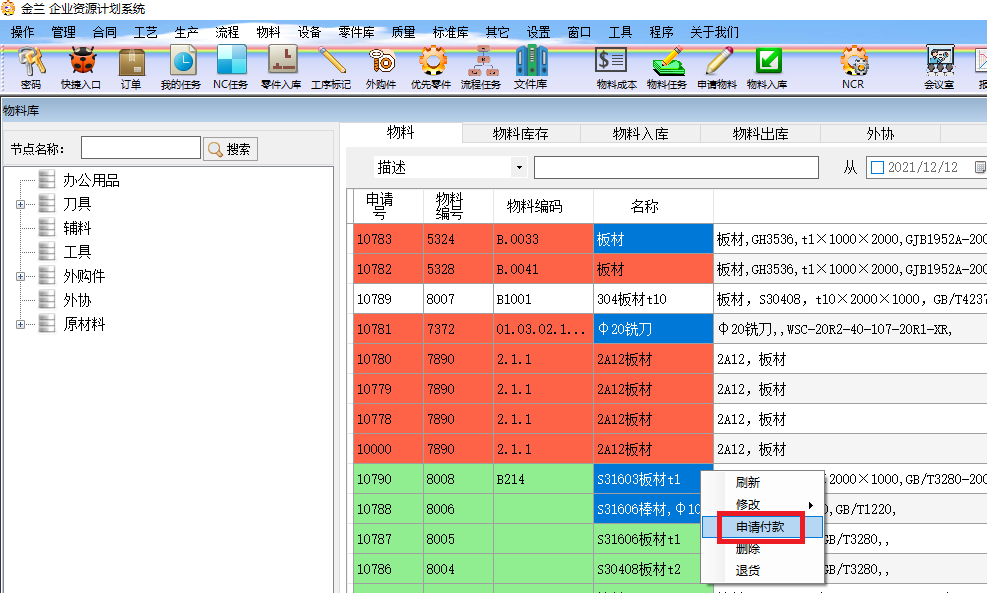 金兰 企业资源计划系统
操作 管理 合同 工艺 生产 流程 物料 设备 零件库 质量 标准库 其它 设置 窗口 工具 程序 关于我们
密码 快捷入口 订单 我的任务 NC任务 零件入库 工序标记 外购件 优先零件 流程任务 文件库 物料成本 物料任务 申请物料 物料入库 NCR 会议室
物料库
物料 物料库存 物料入库 物料出库 外协
节点名称: 搜索
描述 从 2021/12/12
办公用品
刀具
辅料
工具
外购件
外协
原材料
申请号 物料编号 物料编码 名称
10783 5324 B.0033 板材 板材,GH3536,t1×1000×2000,GJB1952A-200
10782 5328 B.0041 板材 板材,GH3536,t1×1000×2000,GJB1952A-200
10789 8007 B1001 304板材t10 板材, S30408, t10×2000×1000, GB/T4237
10781 7372 01.03.02.1... Φ20铣刀 Φ20铣刀,,WSC-20R2-40-107-20R1-XR,
10780 7890 2.1.1 2A12板材 2A12, 板材
10779 7890 2.1.1 2A12板材 2A12, 板材
10778 7890 2.1.1 2A12板材 2A12, 板材
10000 7890 2.1.1 2A12板材 2A12, 板材
10790 8008 B214 S31603板材t1 2000×1000,GB/T3280-200
10788 8006 S31606棒材,Φ10 0,GB/T1220,
10787 8005 S31606板材t1 GB/T3280,,
10786 8004 S30408板材t2 GB/T3280,,
刷新
修改
申请付款
删除
退货